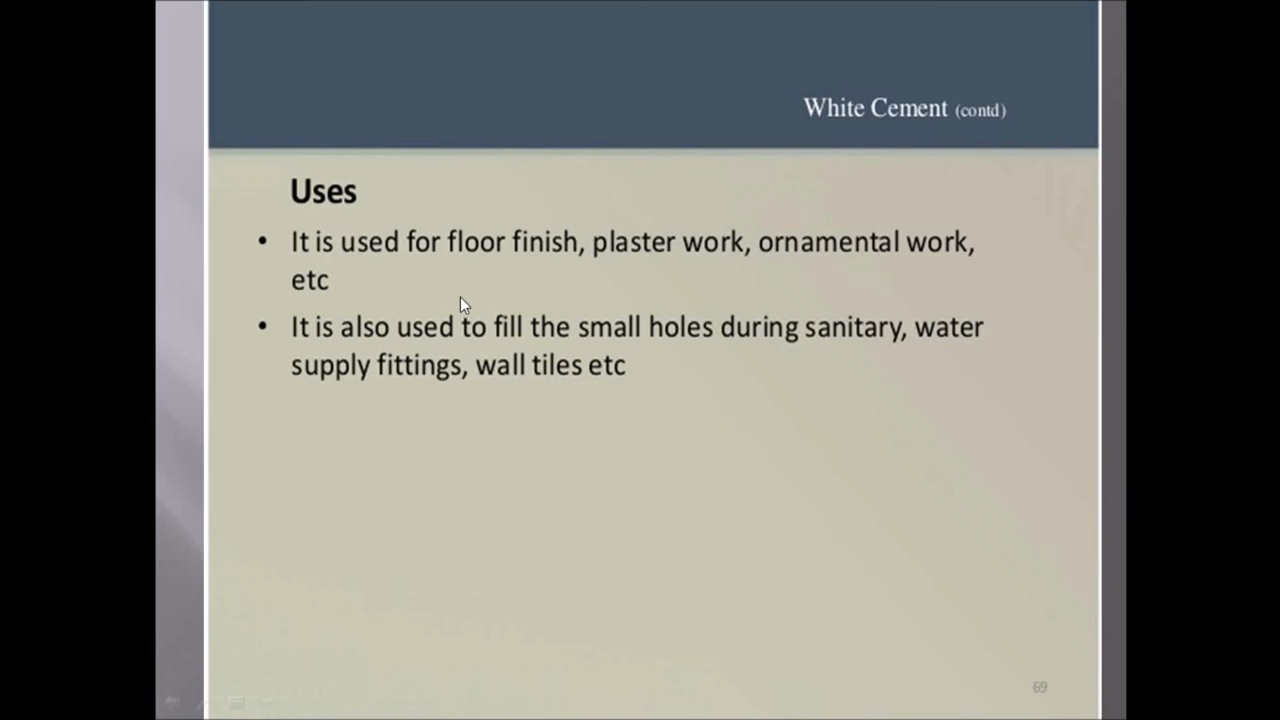 White Cement (contd)
Uses
• It is used for floor finish, plaster work, ornamental work,
etc
• It is also used to fill the small holes during sanitary, water
supply fittings, wall tiles etc
69